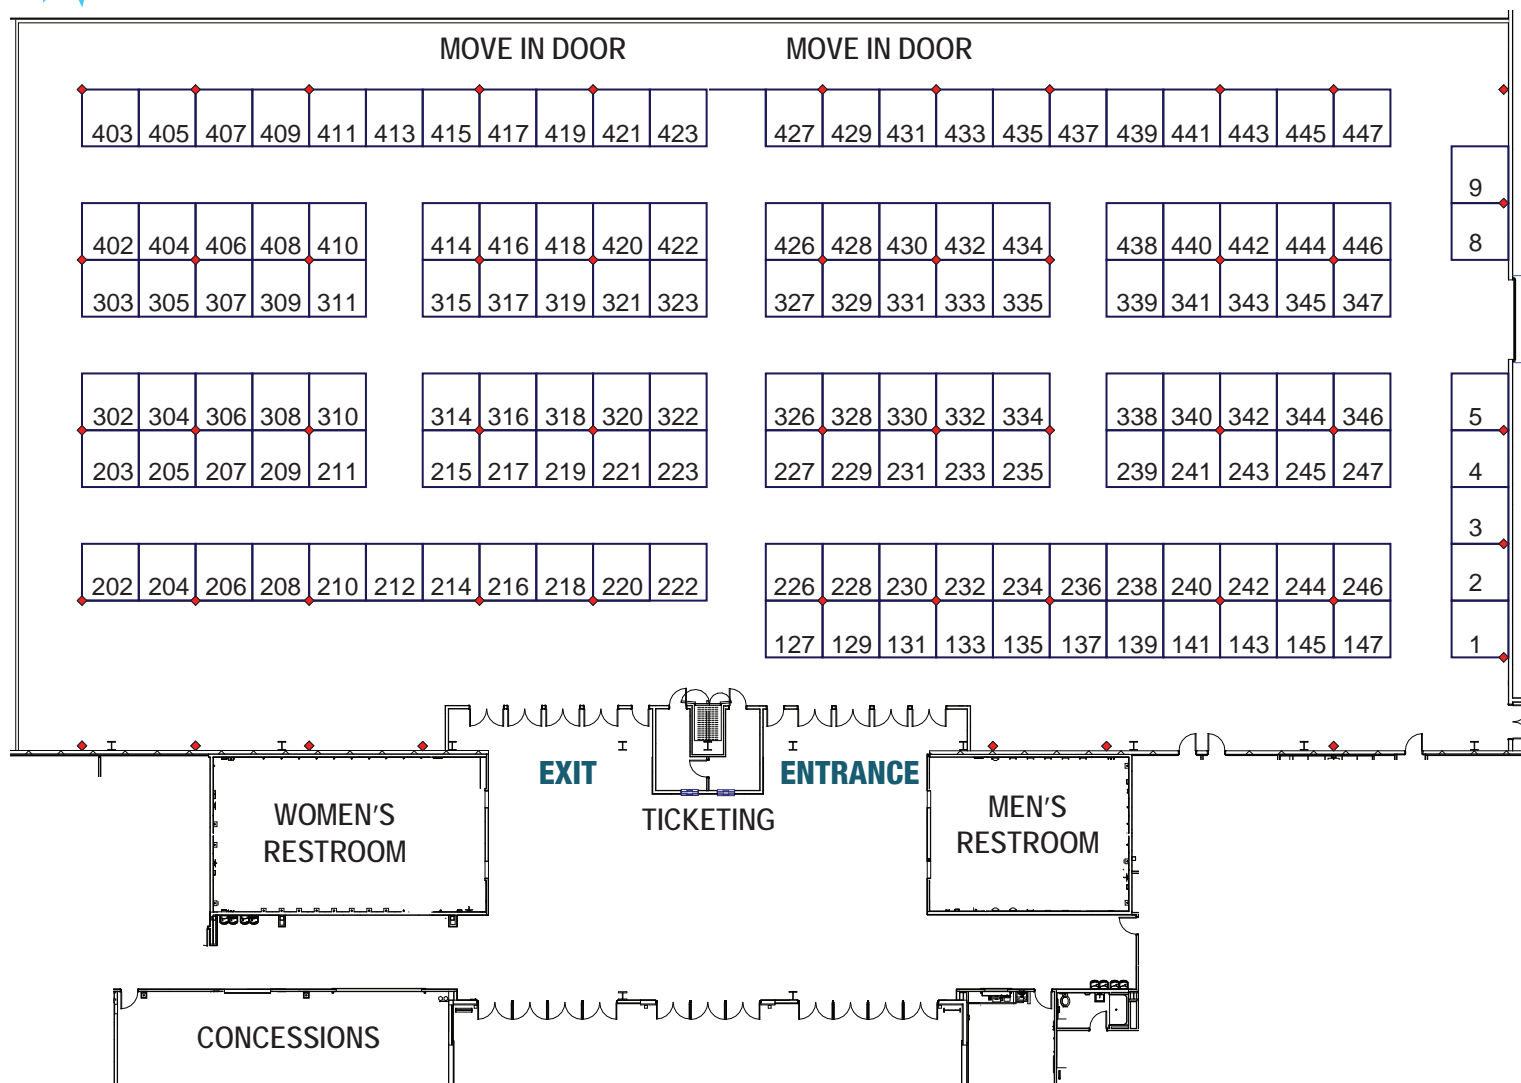 MOVE IN DOOR MOVE IN DOOR
403 405 407 409 411 413 415 417 419 421 423 427 429 431 433 435 437 439 441 443 445 447
9
402 404 406 408 410 414 416 418 420 422 426 428 430 432 434 438 440 442 444 446 8
303 305 307 309 311 315 317 319 321 323 327 329 331 333 335 339 341 343 345 347
302 304 306 308 310 314 316 318 320 322 326 328 330 332 334 338 340 342 344 346 5
203 205 207 209 211 215 217 219 221 223 227 229 231 233 235 239 241 243 245 247 4
3
202 204 206 208 210 212 214 216 218 220 222 226 228 230 232 234 236 238 240 242 244 246 2
127 129 131 133 135 137 139 141 143 145 147 1
EXIT ENTRANCE
TICKETING
WOMEN'S
RESTROOM
MEN'S
RESTROOM
CONCESSIONS